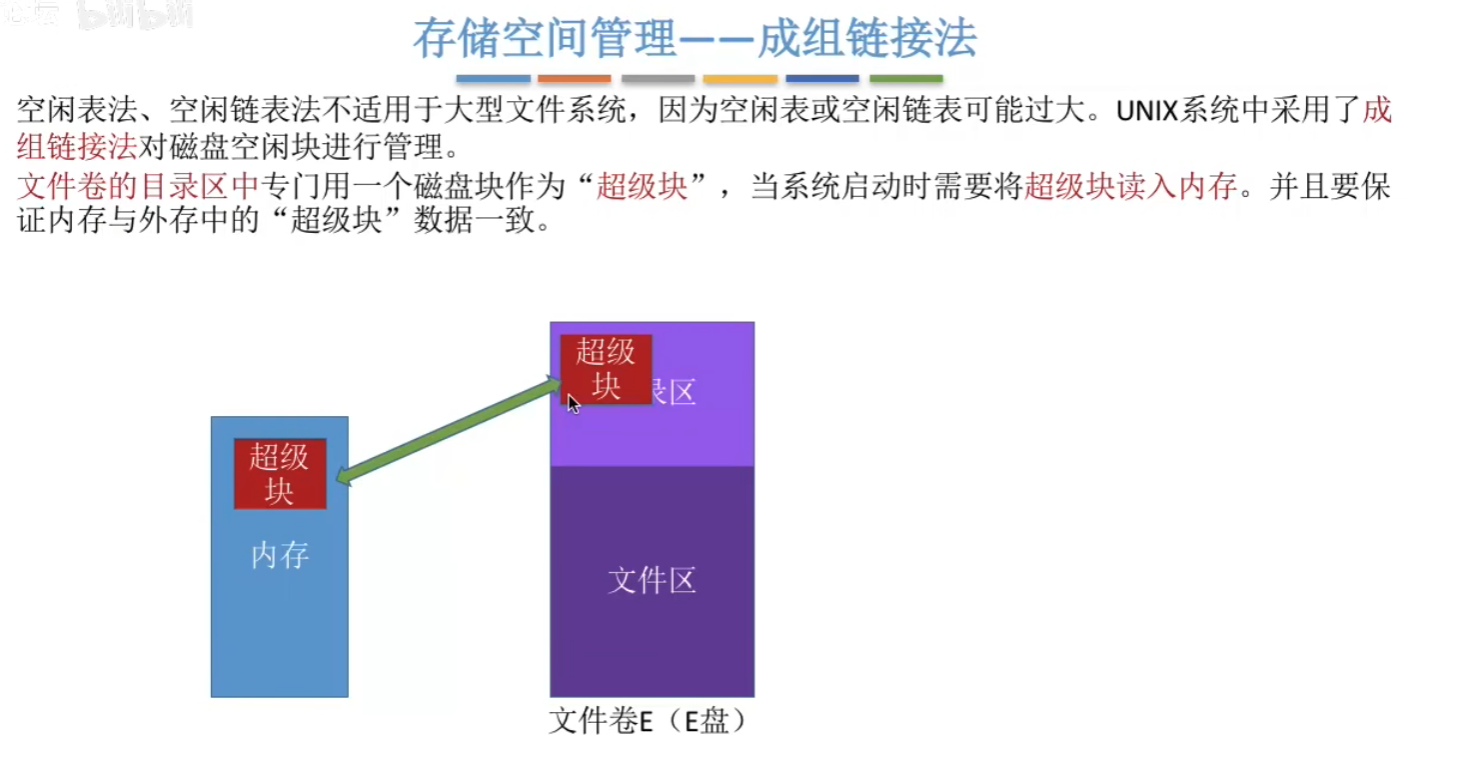 bilibili
存储空间管理——成组链接法
空闲表法、空闲链表法不适用于大型文件系统，因为空闲表或空闲链表可能过大。UNIX系统中采用了成
组链接法对磁盘空闲块进行管理。
文件卷的目录区中专门用一个磁盘块作为“超级块”，当系统启动时需要将超级块读入内存。并且要保
证内存与外存中的“超级块”数据一致。
超级
块
录区
超级
块
内存
文件区
文件卷E（E盘）